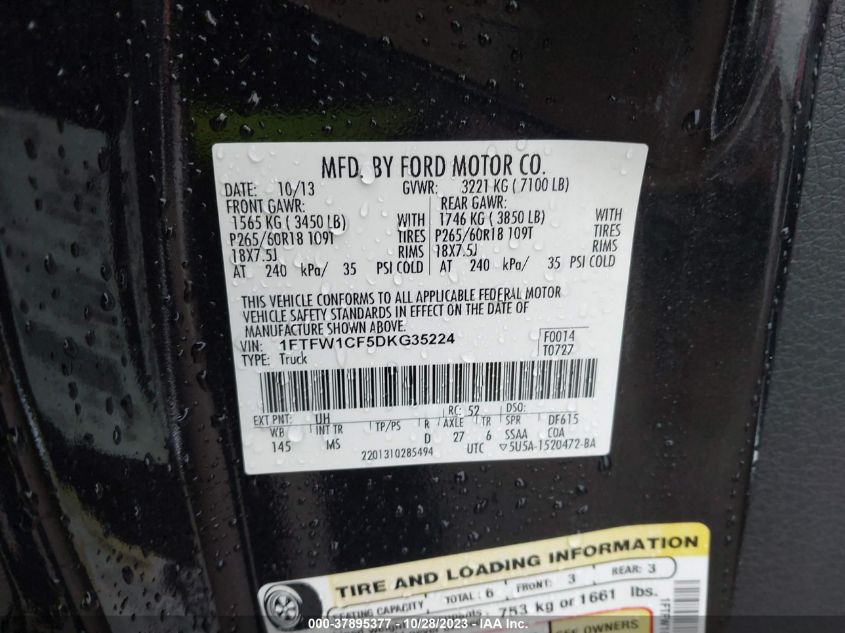 MFD. BY FORD MOTOR CO.
DATE: 10/13 GVWR: 3221 KG ( 7100 LB)
FRONT GAWR: REAR GAWR:
1565 KG ( 3450 LB) WITH 1746 KG ( 3850 LB) WITH
P265/60R18 109T TIRES P265/60R18 109T TIRES
18X7.5J RIMS 18X7.5J RIMS
AT 240 kPa/ 35 PSI COLD AT 240 kPa/ 35 PSI COLD
THIS VEHICLE CONFORMS TO ALL APPLICABLE FEDERAL MOTOR
VEHICLE SAFETY STANDARDS IN EFFECT ON THE DATE OF
MANUFACTURE SHOWN ABOVE.
VIN: 1FTFW1CF5DKG35224 F0014
TYPE: Truck T0727
EXT PNT: UH RC: 52 DSO: DF615
WB INT TR TP/PS R AXLE TR SPR COA
145 MS D 27 6 SSAA
2201310285494 UTC ▽5U5A-1520472-BA
TIRE AND LOADING INFORMATION
SEATING CAPACITY TOTAL: 6 FRONT: 3 REAR: 3
753 kg or 1661 lbs.
SEE OWNERS
IAAI-37895377 - 10/28/2023 - IAA Inc.